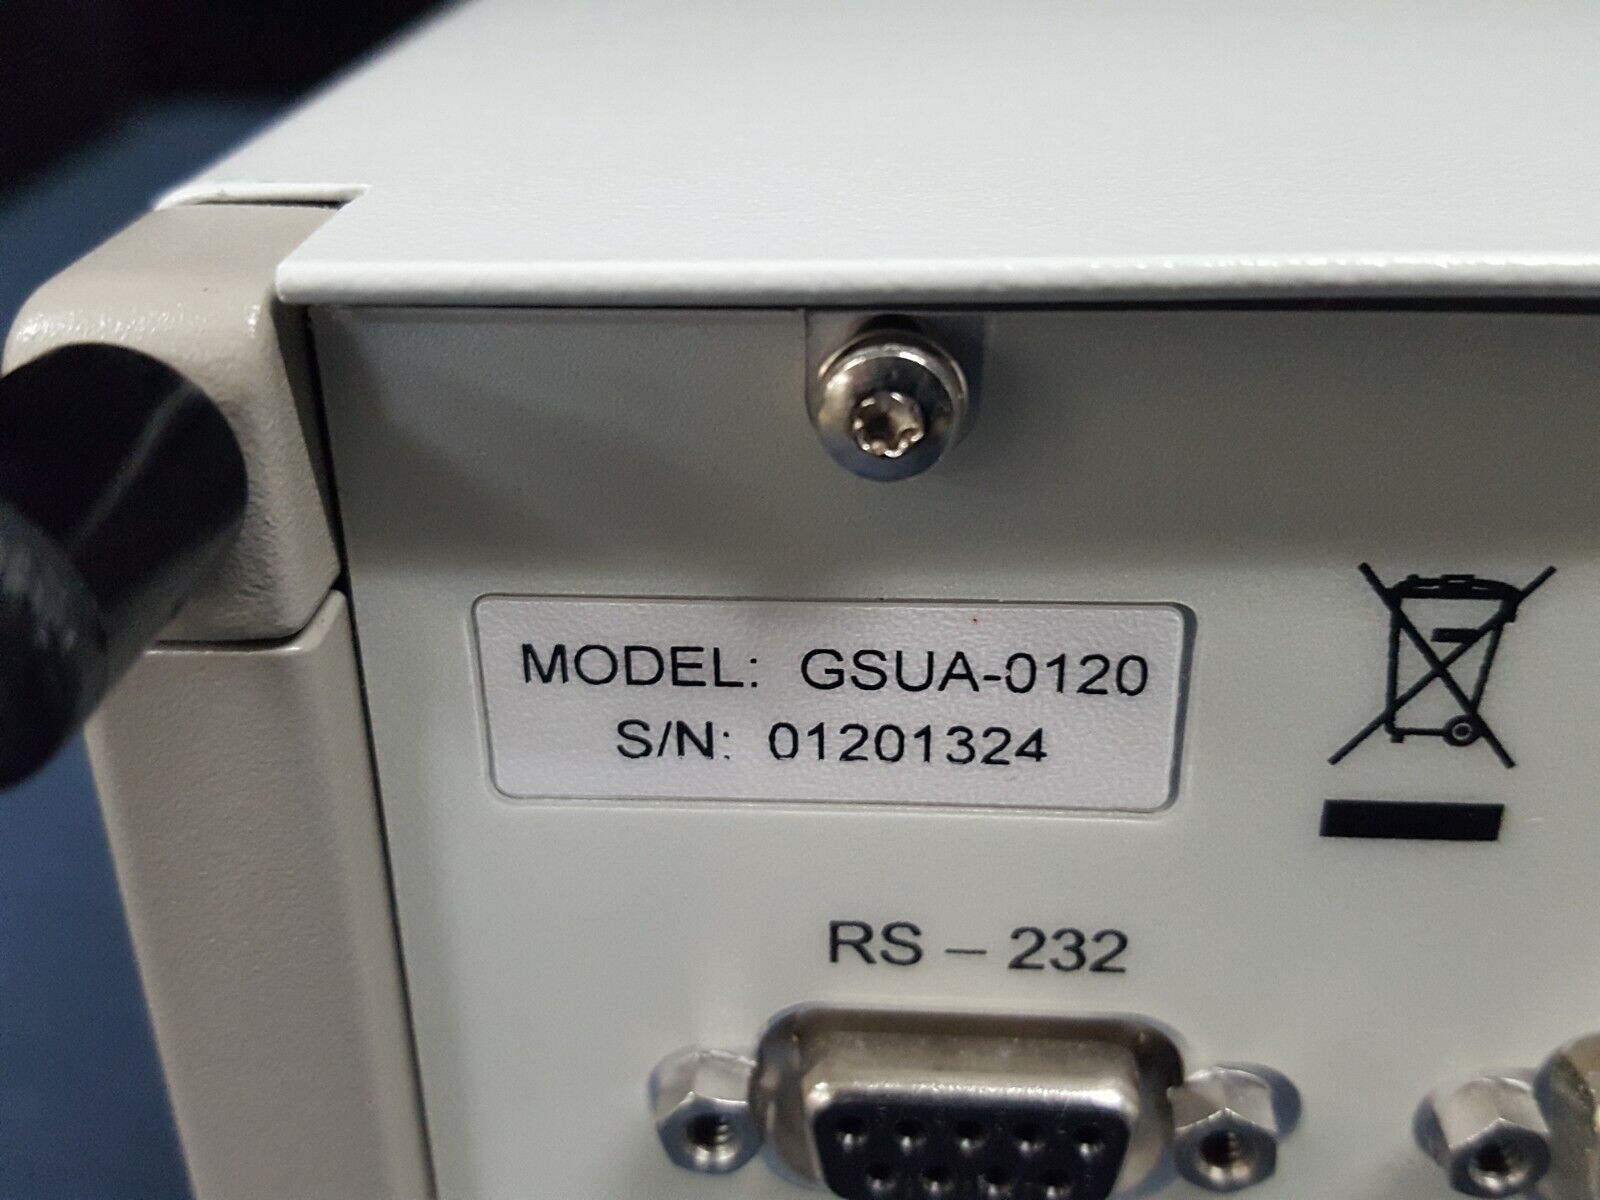 MODEL: GSUA-0120
S/N: 01201324
RS – 232